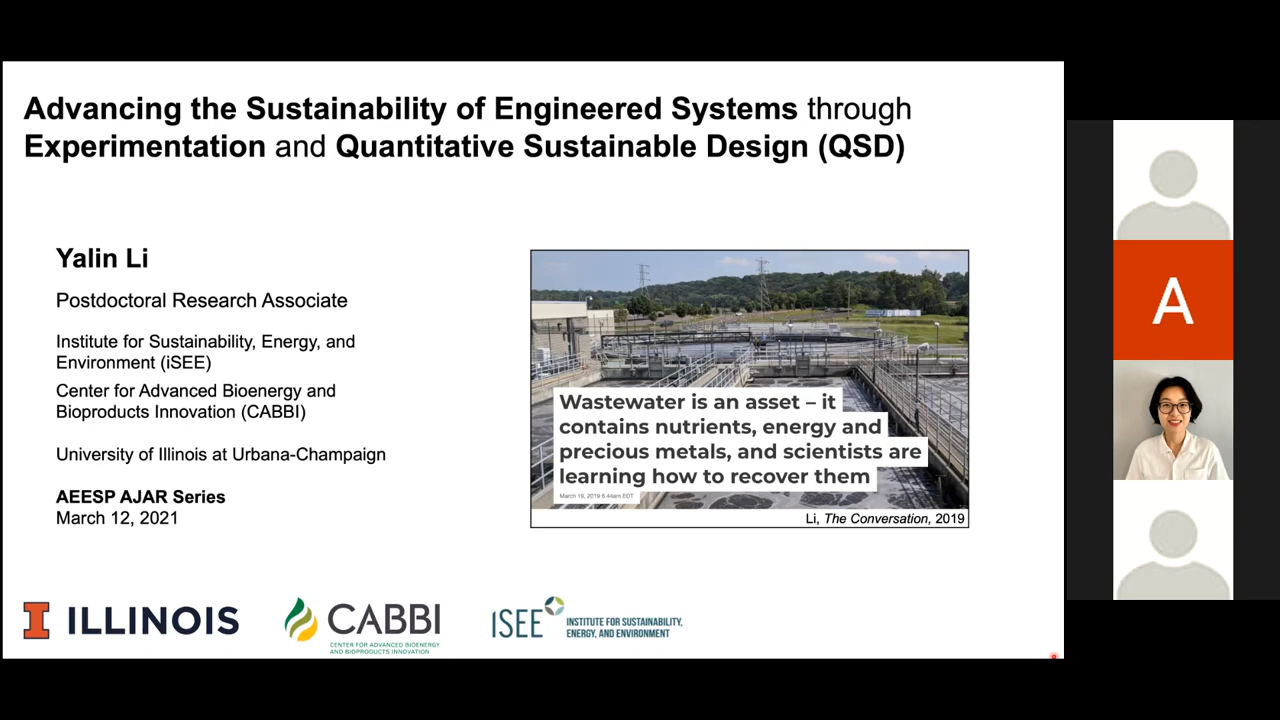 Advancing the Sustainability of Engineered Systems through
Experimentation and Quantitative Sustainable Design (QSD)
Yalin Li
Postdoctoral Research Associate
Institute for Sustainability, Energy, and
Environment (iSEE)
Center for Advanced Bioenergy and
Bioproducts Innovation (CABBI)
University of Illinois at Urbana-Champaign
AEESP AJAR Series
March 12, 2021
Wastewater is an asset – it
contains nutrients, energy and
precious metals, and scientists are
learning how to recover them
March 19, 2019 6.44am EDT
Li, The Conversation, 2019
I ILLINOIS
CABBI
CENTER FOR ADVANCED BIOENERGY
AND BIOPRODUCTS INNOVATION
ISEE
INSTITUTE FOR SUSTAINABILITY,
ENERGY, AND ENVIRONMENT
A